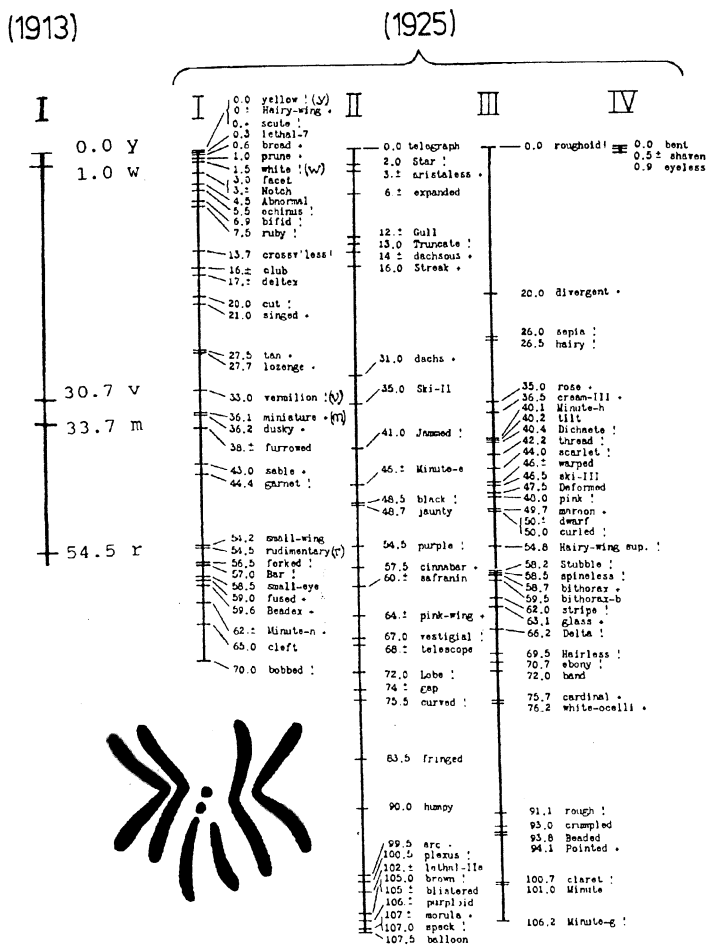 (1913)
(1925)
I
0.0 y
1.0 w
30.7 v
33.7 m
54.5 r
I
0.0 yellow ! (y)
0 ± Hairy-wing +
0.+ scute !
0.3 lethal-7
0.6 broad +
1.0 prune +
1.5 white ! (w)
3.0 facet
3.± Notch
4.5 Abnormal
5.5 echinus !
6.9 bifid !
7.5 ruby !
13.7 crossv'less !
16.± club
17.± deltex
20.0 cut !
21.0 singed +
27.5 tan +
27.7 lozenge +
33.0 vermilion ! (v)
36.1 miniature + (m)
36.2 dusky +
38.± furrowed
43.0 sable +
44.4 garnet !
54.2 small-wing
54.5 rudimentary (r)
56.5 forked !
57.0 Bar !
58.5 small-eye
59.0 fused +
59.6 Beadex +
62.± Minute-n +
65.0 cleft
70.0 bobbed !
II
0.0 telograph
2.0 Star !
3.± aristaless +
6.± expanded
12.± Gull
13.0 Truncate !
14 ± dachsous +
16.0 Streak +
31.0 dachs +
35.0 Ski-II
41.0 Jammed !
46.± Minute-e
48.5 black !
48.7 jaunty
54.5 purple !
57.5 cinnabar +
60.± safranin
64.± pink-wing +
67.0 vestigial !
68± telescope
72.0 Lobe !
74 ± gap
75.5 curved !
83.5 fringed
90.0 humpy
99.5 arc +
100.5 plexus !
102.± lethal-IIa
105.0 brown !
105 ± blistered
106.± purploid
107 ± morula +
107.0 speck !
107.5 balloon
III
0.0 roughoid !
20.0 divergent +
26.0 sepia !
26.5 hairy !
35.0 rose +
36.5 cream-III +
40.1 Minute-h
40.2 tilt
40.4 Dichaete !
42.2 thread !
44.0 scarlet !
46.± warped
46.5 ski-III
47.5 Deformed
48.0 pink !
49.7 maroon +
50.± dwarf
50.0 curled !
54.8 Hairy-wing sup. !
58.2 Stubble !
58.5 spineless !
58.7 bithorax +
59.5 bithorax-b
62.0 stripe !
63.1 glass +
66.2 Delta !
69.5 Hairless !
70.7 ebony !
72.0 band
75.7 cardinal +
76.2 white-ocelli +
91.1 rough !
93.0 crumpled
93.8 Beaded
94.1 Pointed +
100.7 claret !
101.0 Minute
106.2 Minute-g !
IV
0.0 bent
0.5± shaven
0.9 eyeless